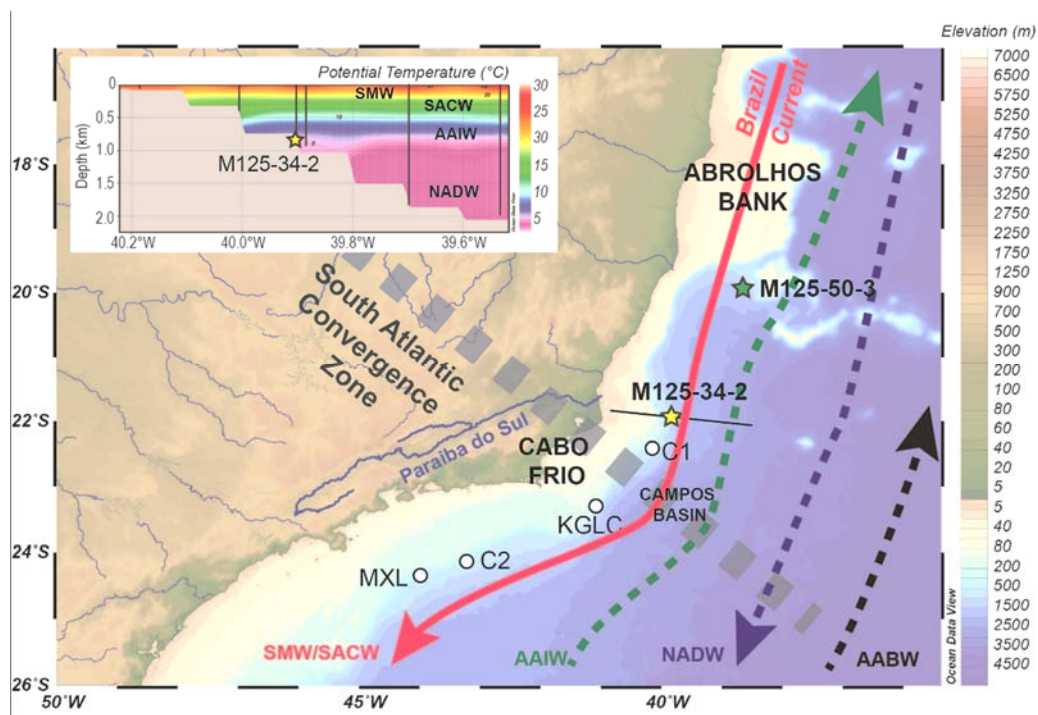 Elevation (m)
7000
6500
5750
5250
4750
4250
3750
3250
2750
2250
1750
1250
900
700
500
300
200
100
80
60
40
20
5
5
40
80
200
500
1500
2500
3500
4500
Potential Temperature (°C)
0
0.5
1.0
1.5
2.0
Depth (km)
SMW
SACW
AAIW
NADW
M125-34-2
30
25
30
20
15
10
5
40.2°W
40.0°W
39.8°W
39.6°W
Brazil
Current
ABROLHOS
BANK
18°S
20°S
22°S
24°S
26°S
South Atlantic
Convergence
Zone
M125-50-3
M125-34-2
Paraiba do Sul
CABO
FRIO
C1
CAMPOS
BASIN
KGLC
C2
MXL
SMW/SACW
AAIW
NADW
AABW
Ocean Data View
50°W
45°W
40°W